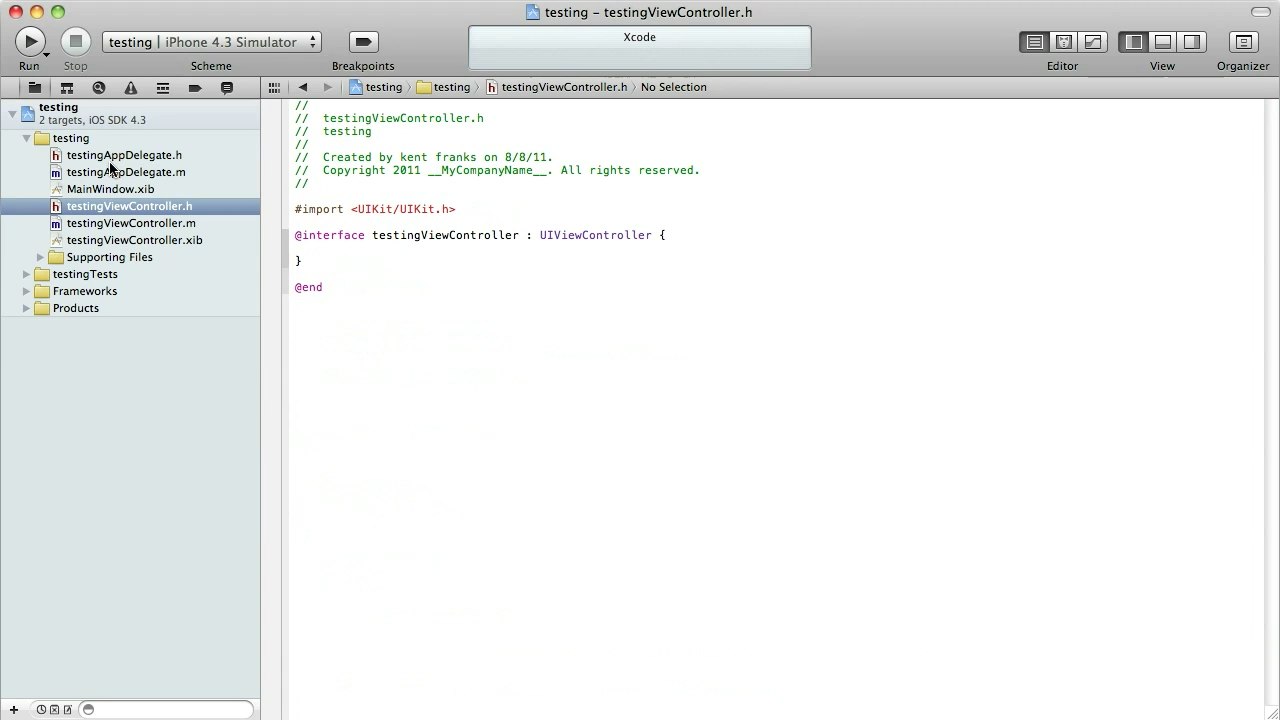 testing – testingViewController.h
testing | iPhone 4.3 Simulator
Xcode
Run
Stop
Scheme
Breakpoints
Editor
View
Organizer
testing
testing
testingViewController.h
No Selection
testing
2 targets, iOS SDK 4.3
testing
testingAppDelegate.h
testingAppDelegate.m
MainWindow.xib
testingViewController.h
testingViewController.m
testingViewController.xib
Supporting Files
testingTests
Frameworks
Products
//
//  testingViewController.h
//  testing
//
//  Created by kent franks on 8/8/11.
//  Copyright 2011 __MyCompanyName__. All rights reserved.
//
#import <UIKit/UIKit.h>
@interface testingViewController : UIViewController {
}
@end